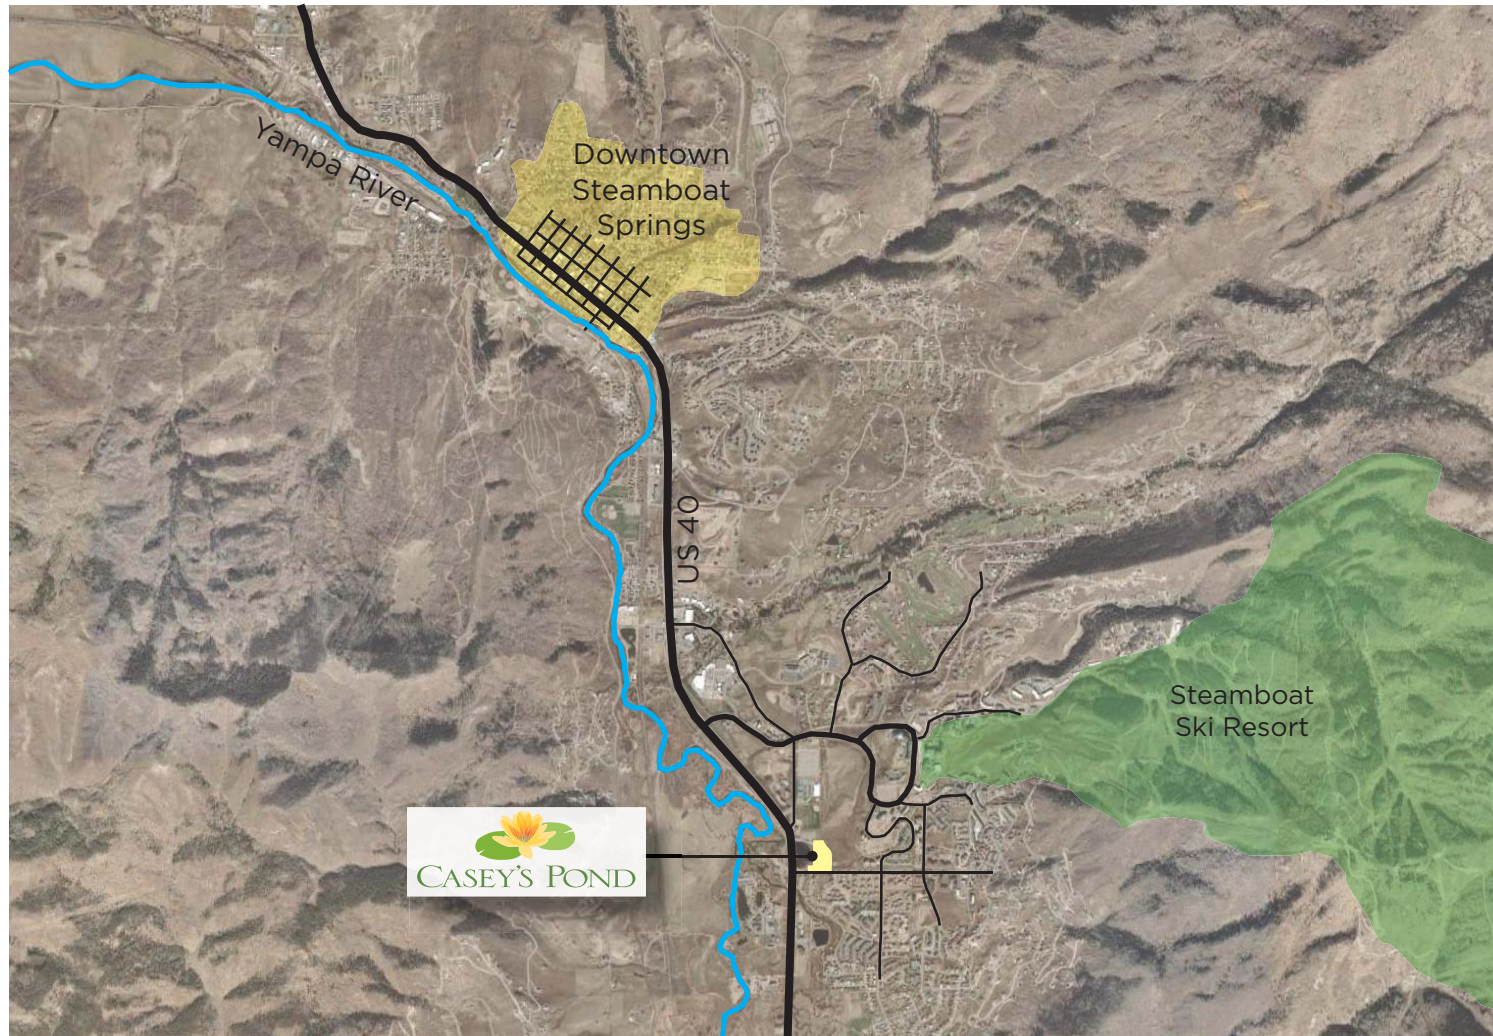 Yampa River
Downtown
Steamboat
Springs
US 40
Steamboat
Ski Resort
CASEY'S POND